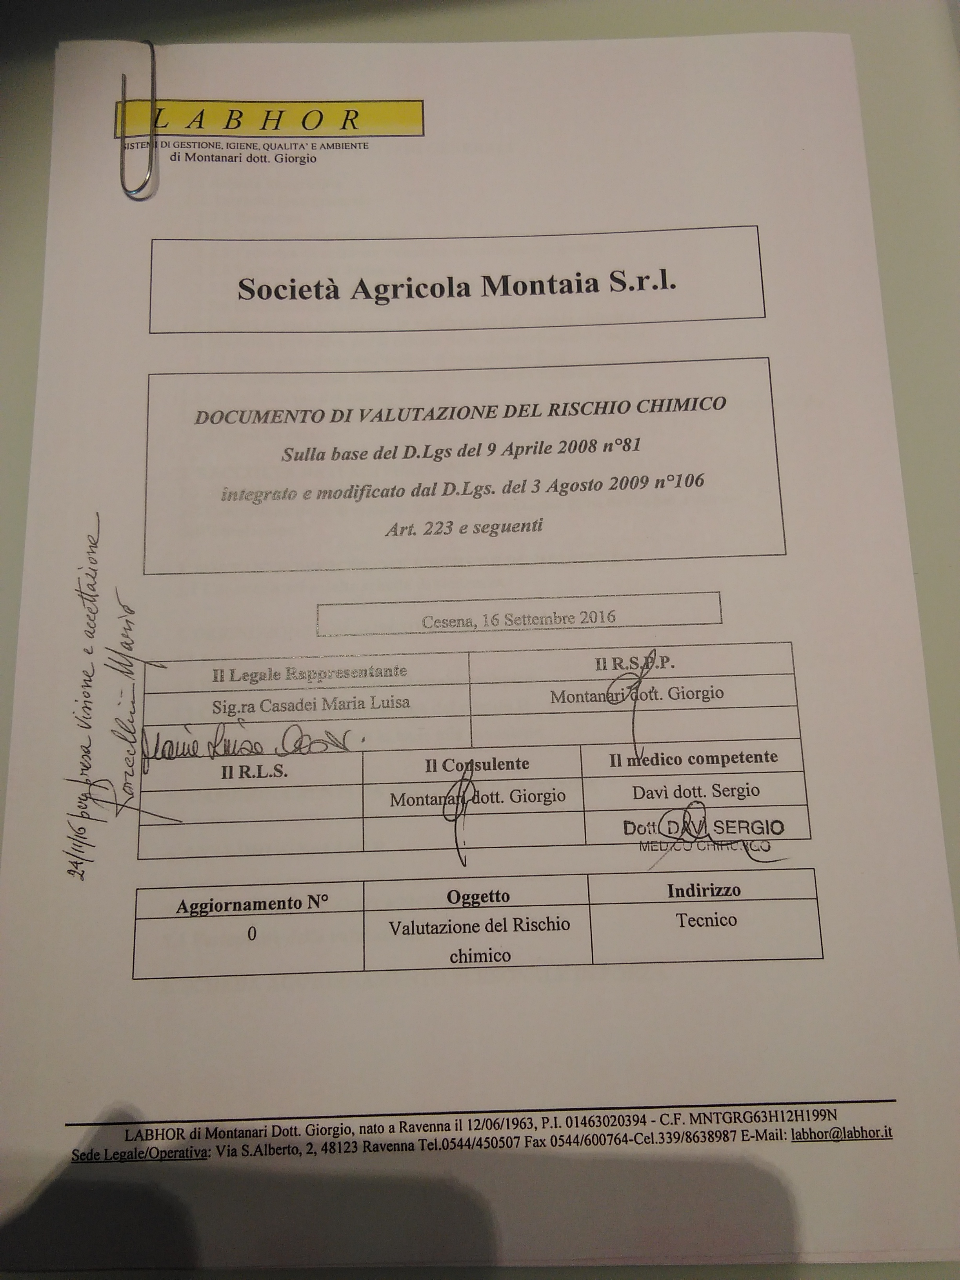 LABHOR
SISTEMI DI GESTIONE, IGIENE, QUALITA' E AMBIENTE
di Montanari dott. Giorgio
Società Agricola Montaia S.r.l.
DOCUMENTO DI VALUTAZIONE DEL RISCHIO CHIMICO
Sulla base del D.Lgs del 9 Aprile 2008 n°81
integrato e modificato dal D.Lgs. del 3 Agosto 2009 n°106
Art. 223 e seguenti
Cesena, 16 Settembre 2016
Il Legale Rappresentante Il R.S.P.P.
Sig.ra Casadei Maria Luisa Montanari dott. Giorgio
Maria Luisa
Il R.L.S. Il Consulente Il medico competente
Montanari dott. Giorgio Davì dott. Sergio
Dott. DAVI SERGIO
MEDICO CHIRURGO
24/11/16 per presa visione e accettazione
Mario
Aggiornamento N° Oggetto Indirizzo
0 Valutazione del Rischio Tecnico
chimico
LABHOR di Montanari Dott. Giorgio, nato a Ravenna il 12/06/1963, P.I. 01463020394 - C.F. MNTGRG63H12H199N
Sede Legale/Operativa: Via S.Alberto, 2, 48123 Ravenna Tel.0544/450507 Fax 0544/600764-Cel.339/8638987 E-Mail: labhor@labhor.it